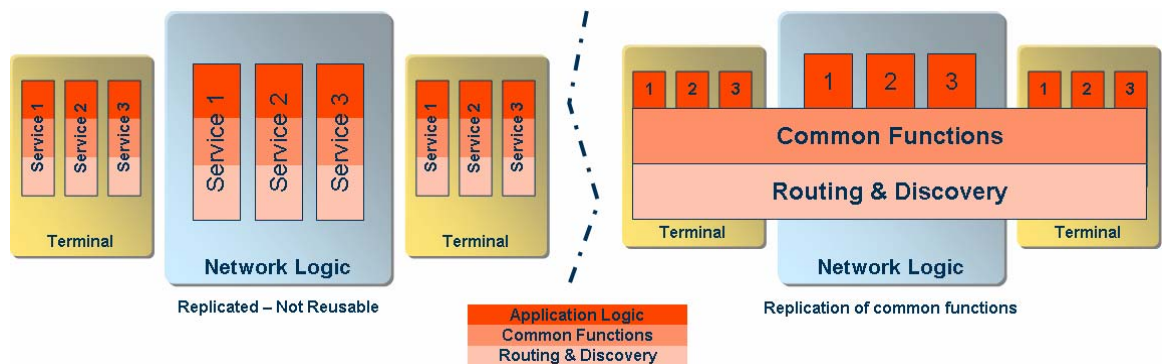 Service 1
Service 2
Service 3
Terminal
Service 1
Service 2
Service 3
Network Logic
Service 1
Service 2
Service 3
Terminal
Replicated – Not Reusable
1 2 3
1 2 3
1 2 3
Common Functions
Routing & Discovery
Terminal
Terminal
Network Logic
Replication of common functions
Application Logic
Common Functions
Routing & Discovery